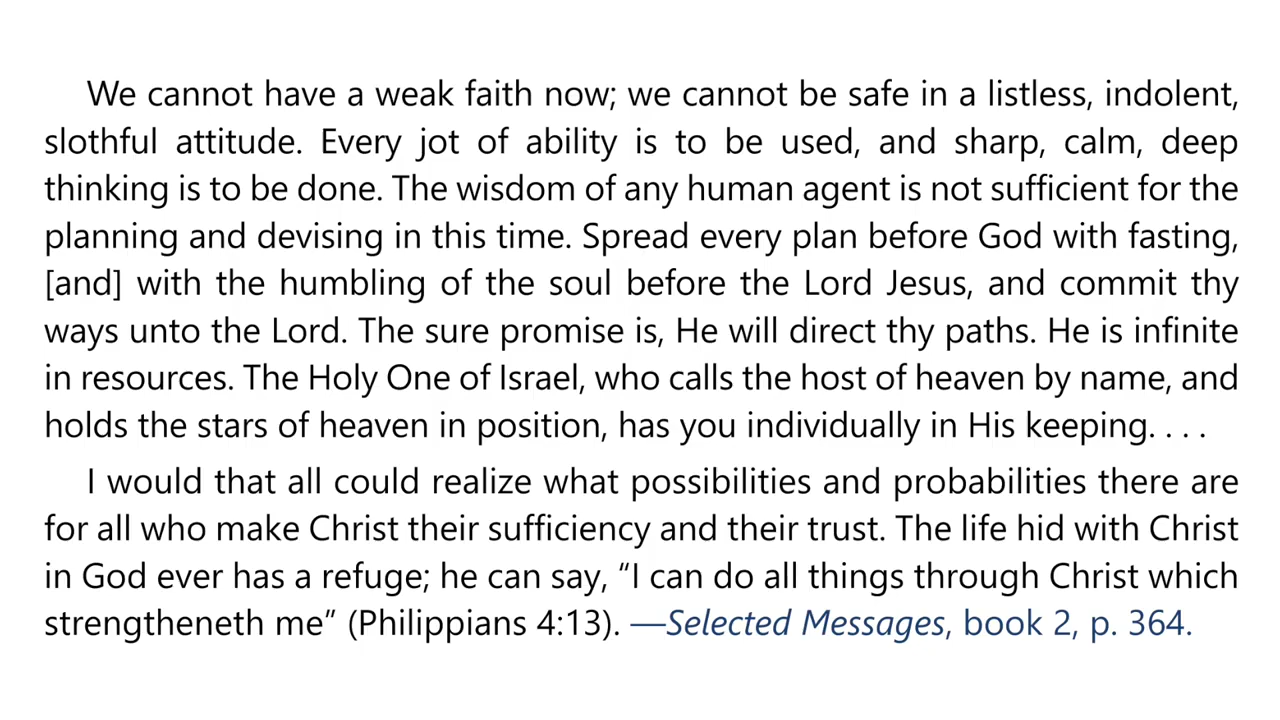 We cannot have a weak faith now; we cannot be safe in a listless, indolent,
slothful attitude. Every jot of ability is to be used, and sharp, calm, deep
thinking is to be done. The wisdom of any human agent is not sufficient for the
planning and devising in this time. Spread every plan before God with fasting,
[and] with the humbling of the soul before the Lord Jesus, and commit thy
ways unto the Lord. The sure promise is, He will direct thy paths. He is infinite
in resources. The Holy One of Israel, who calls the host of heaven by name, and
holds the stars of heaven in position, has you individually in His keeping. . . .
I would that all could realize what possibilities and probabilities there are
for all who make Christ their sufficiency and their trust. The life hid with Christ
in God ever has a refuge; he can say, “I can do all things through Christ which
strengtheneth me” (Philippians 4:13). —Selected Messages, book 2, p. 364.